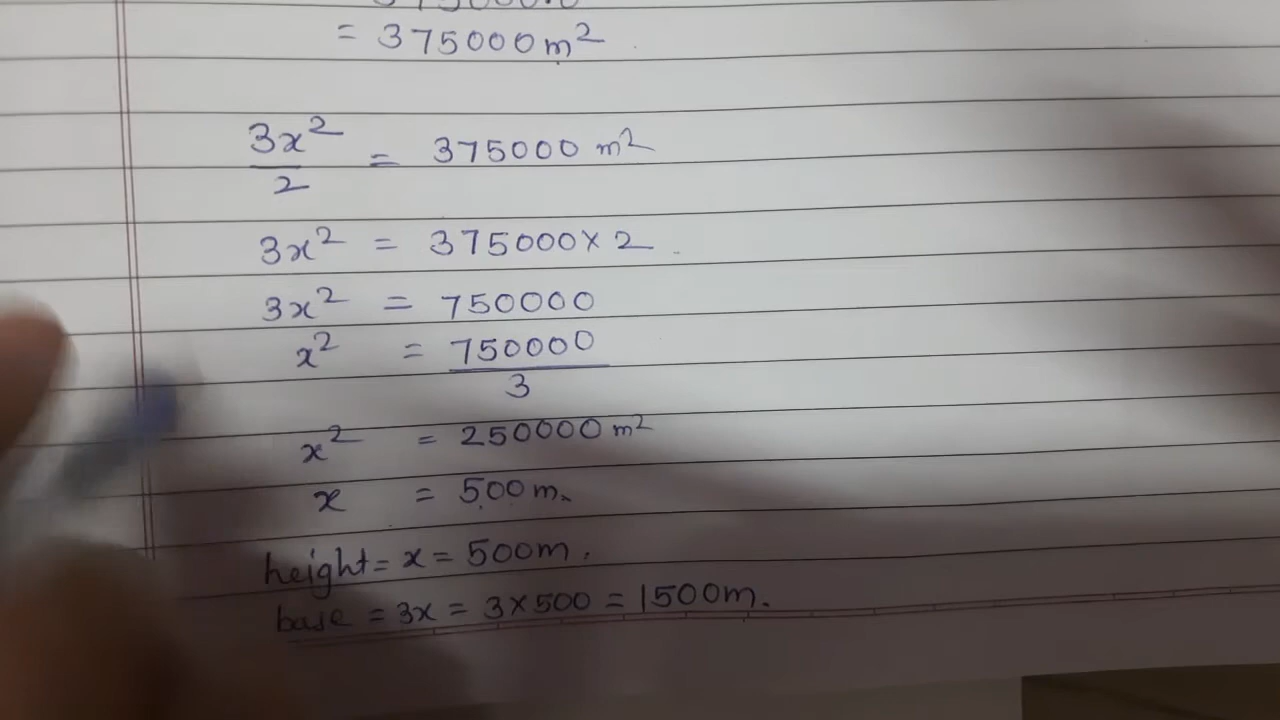 = 375000 m²
3x²/2 = 375000 m²
3x² = 375000 × 2
3x² = 750000
x² = 750000/3
x² = 250000 m²
x = 500 m.
height = x = 500m.
base = 3x = 3 × 500 = 1500m.